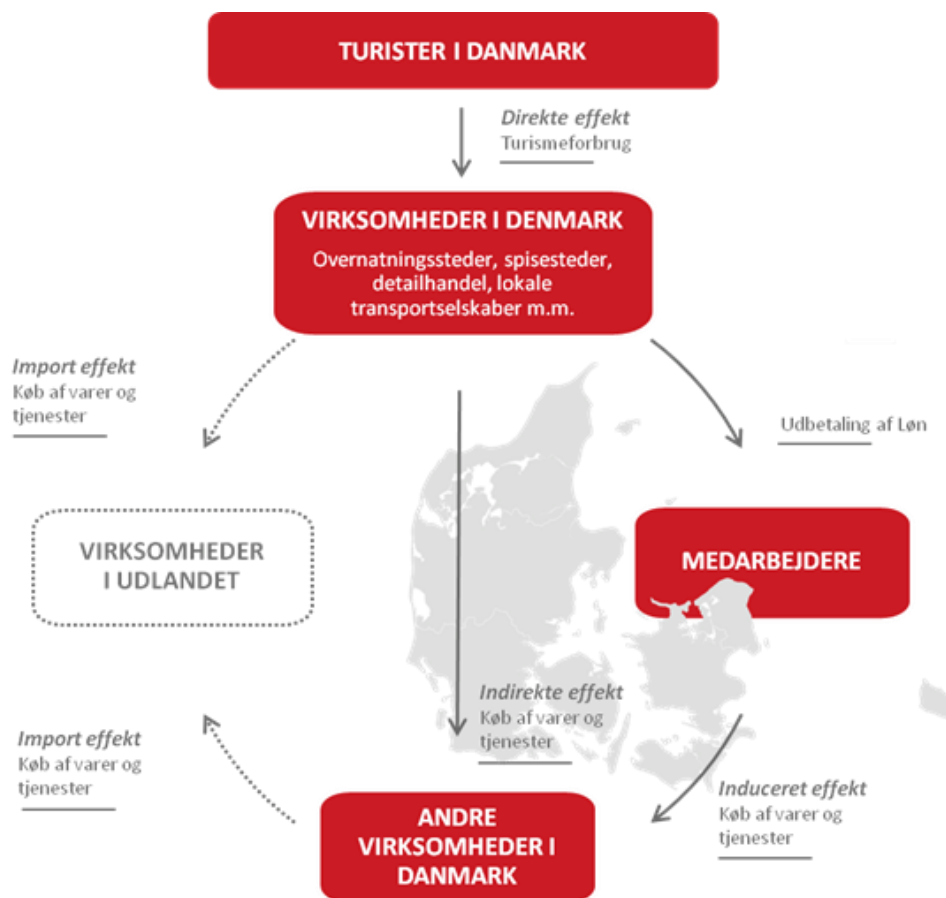 TURISTER I DANMARK
Direkte effekt
Turismeforbrug
VIRKSOMHEDER I DENMARK
Overnatningssteder, spisesteder,
detailhandel, lokale
transportselskaber m.m.
Import effekt
Køb af varer og
tjenester
Udbetaling af Løn
VIRKSOMHEDER
I UDLANDET
MEDARBEJDERE
Indirekte effekt
Køb af varer og
tjenester
Import effekt
Køb af varer og
tjenester
Induceret effekt
Køb af varer og
tjenester
ANDRE
VIRKSOMHEDER I
DANMARK